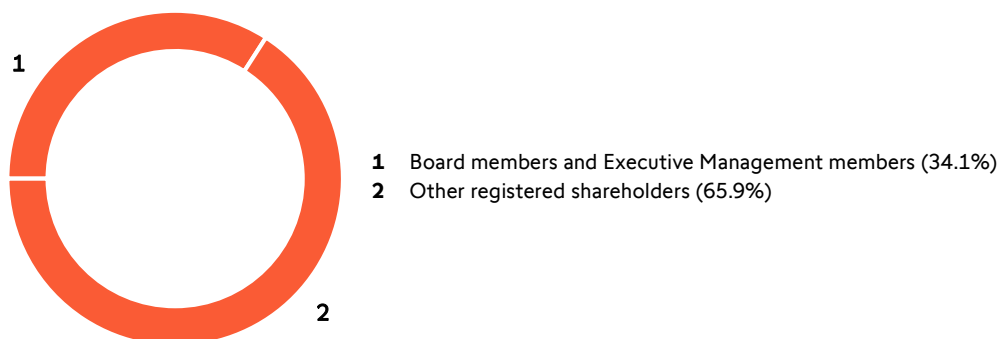 1
1 Board members and Executive Management members (34.1%)
2 Other registered shareholders (65.9%)
2